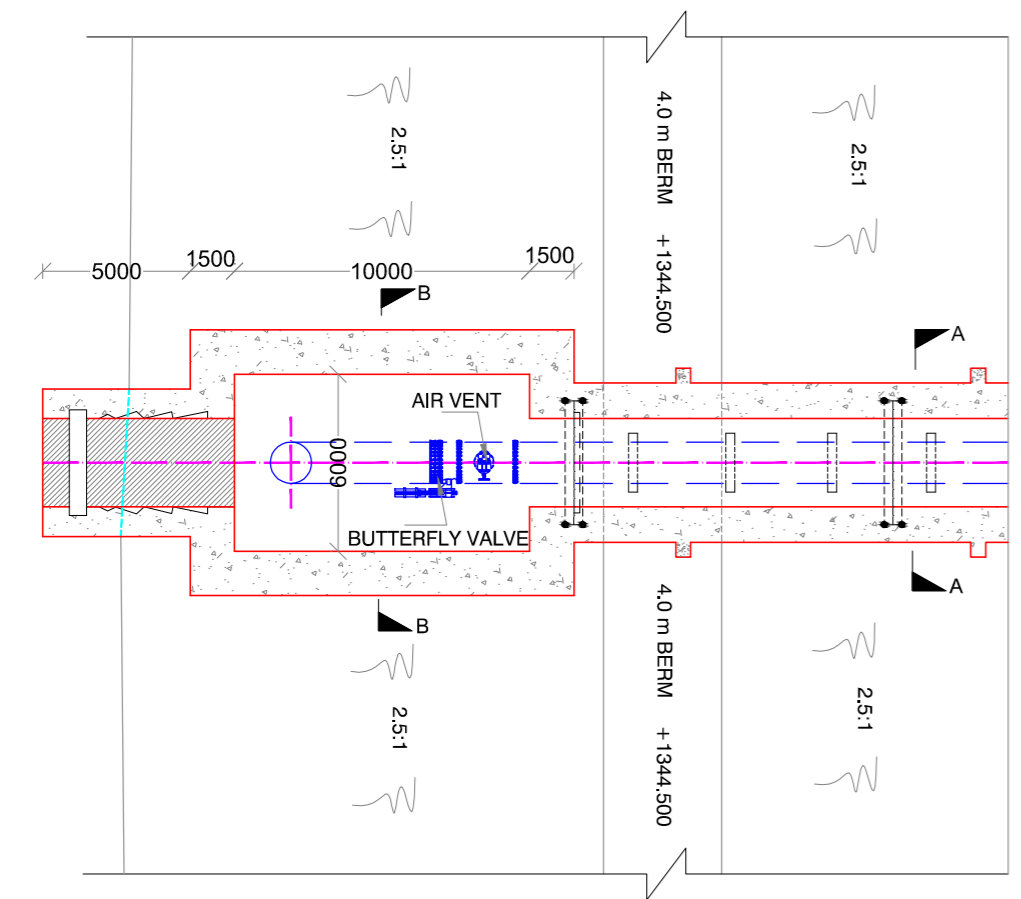 4.0 m BERM +1344.500
2.5:1
2.5:1
5000
1500
10000
1500
B
A
AIR VENT
6000
BUTTERFLY VALVE
B
A
4.0 m BERM +1344.500
2.5:1
2.5:1